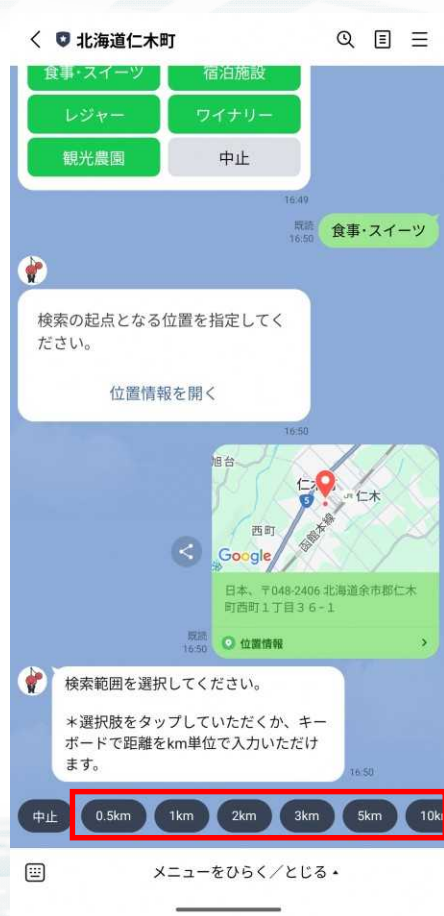 北海道仁木町
食事・スイーツ
宿泊施設
レジャー
ワイナリー
観光農園
中止
16:49
既読
16:50
食事・スイーツ
検索の起点となる位置を指定してく
ださい。
位置情報を開く
16:50
旭台
仁木
5
西町
函館本線
Google
日本、〒048-2406 北海道余市郡仁木
町西町1丁目36-1
既読
16:50
位置情報
検索範囲を選択してください。
＊選択肢をタップしていただくか、キー
ボードで距離をkm単位で入力いただけ
ます。
16:50
中止
0.5km
1km
2km
3km
5km
10k
メニューをひらく／とじる